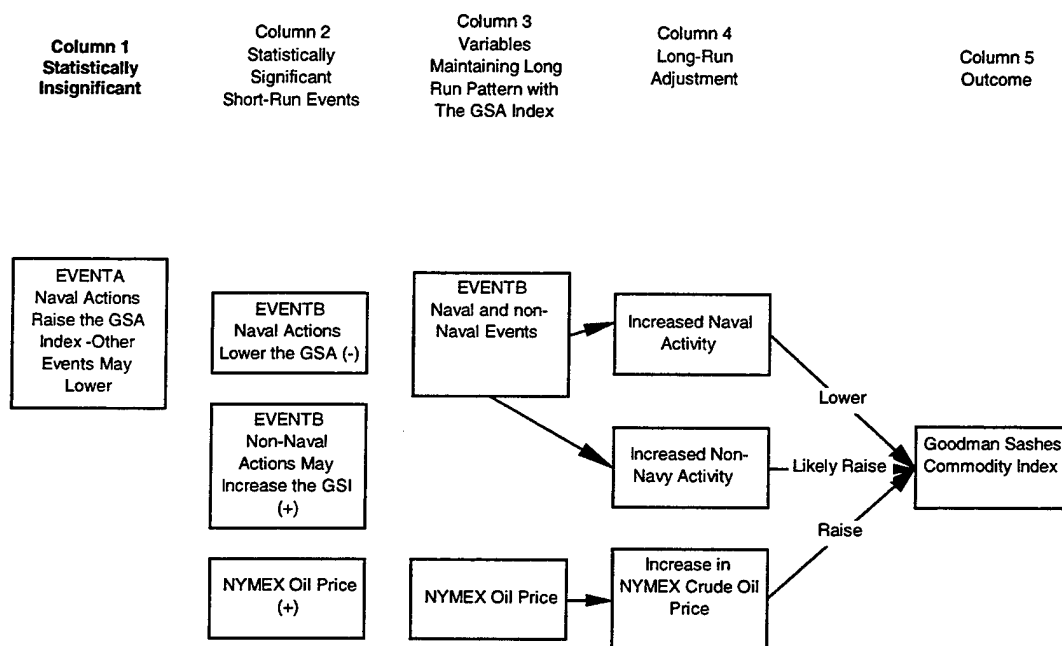 Column 1
Statistically
Insignificant
Column 2
Statistically
Significant
Short-Run Events
Column 3
Variables
Maintaining Long
Run Pattern with
The GSA Index
Column 4
Long-Run
Adjustment
Column 5
Outcome
EVENTA
Naval Actions
Raise the GSA
Index -Other
Events May
Lower
EVENTB
Naval Actions
Lower the GSA (-)
EVENTB
Non-Naval
Actions May
Increase the GSI
(+)
NYMEX Oil Price
(+)
EVENTB
Naval and non-
Naval Events
NYMEX Oil Price
Increased Naval
Activity
Increased Non-
Navy Activity
Increase in
NYMEX Crude Oil
Price
Lower
Likely Raise
Raise
Goodman Sashes
Commodity Index